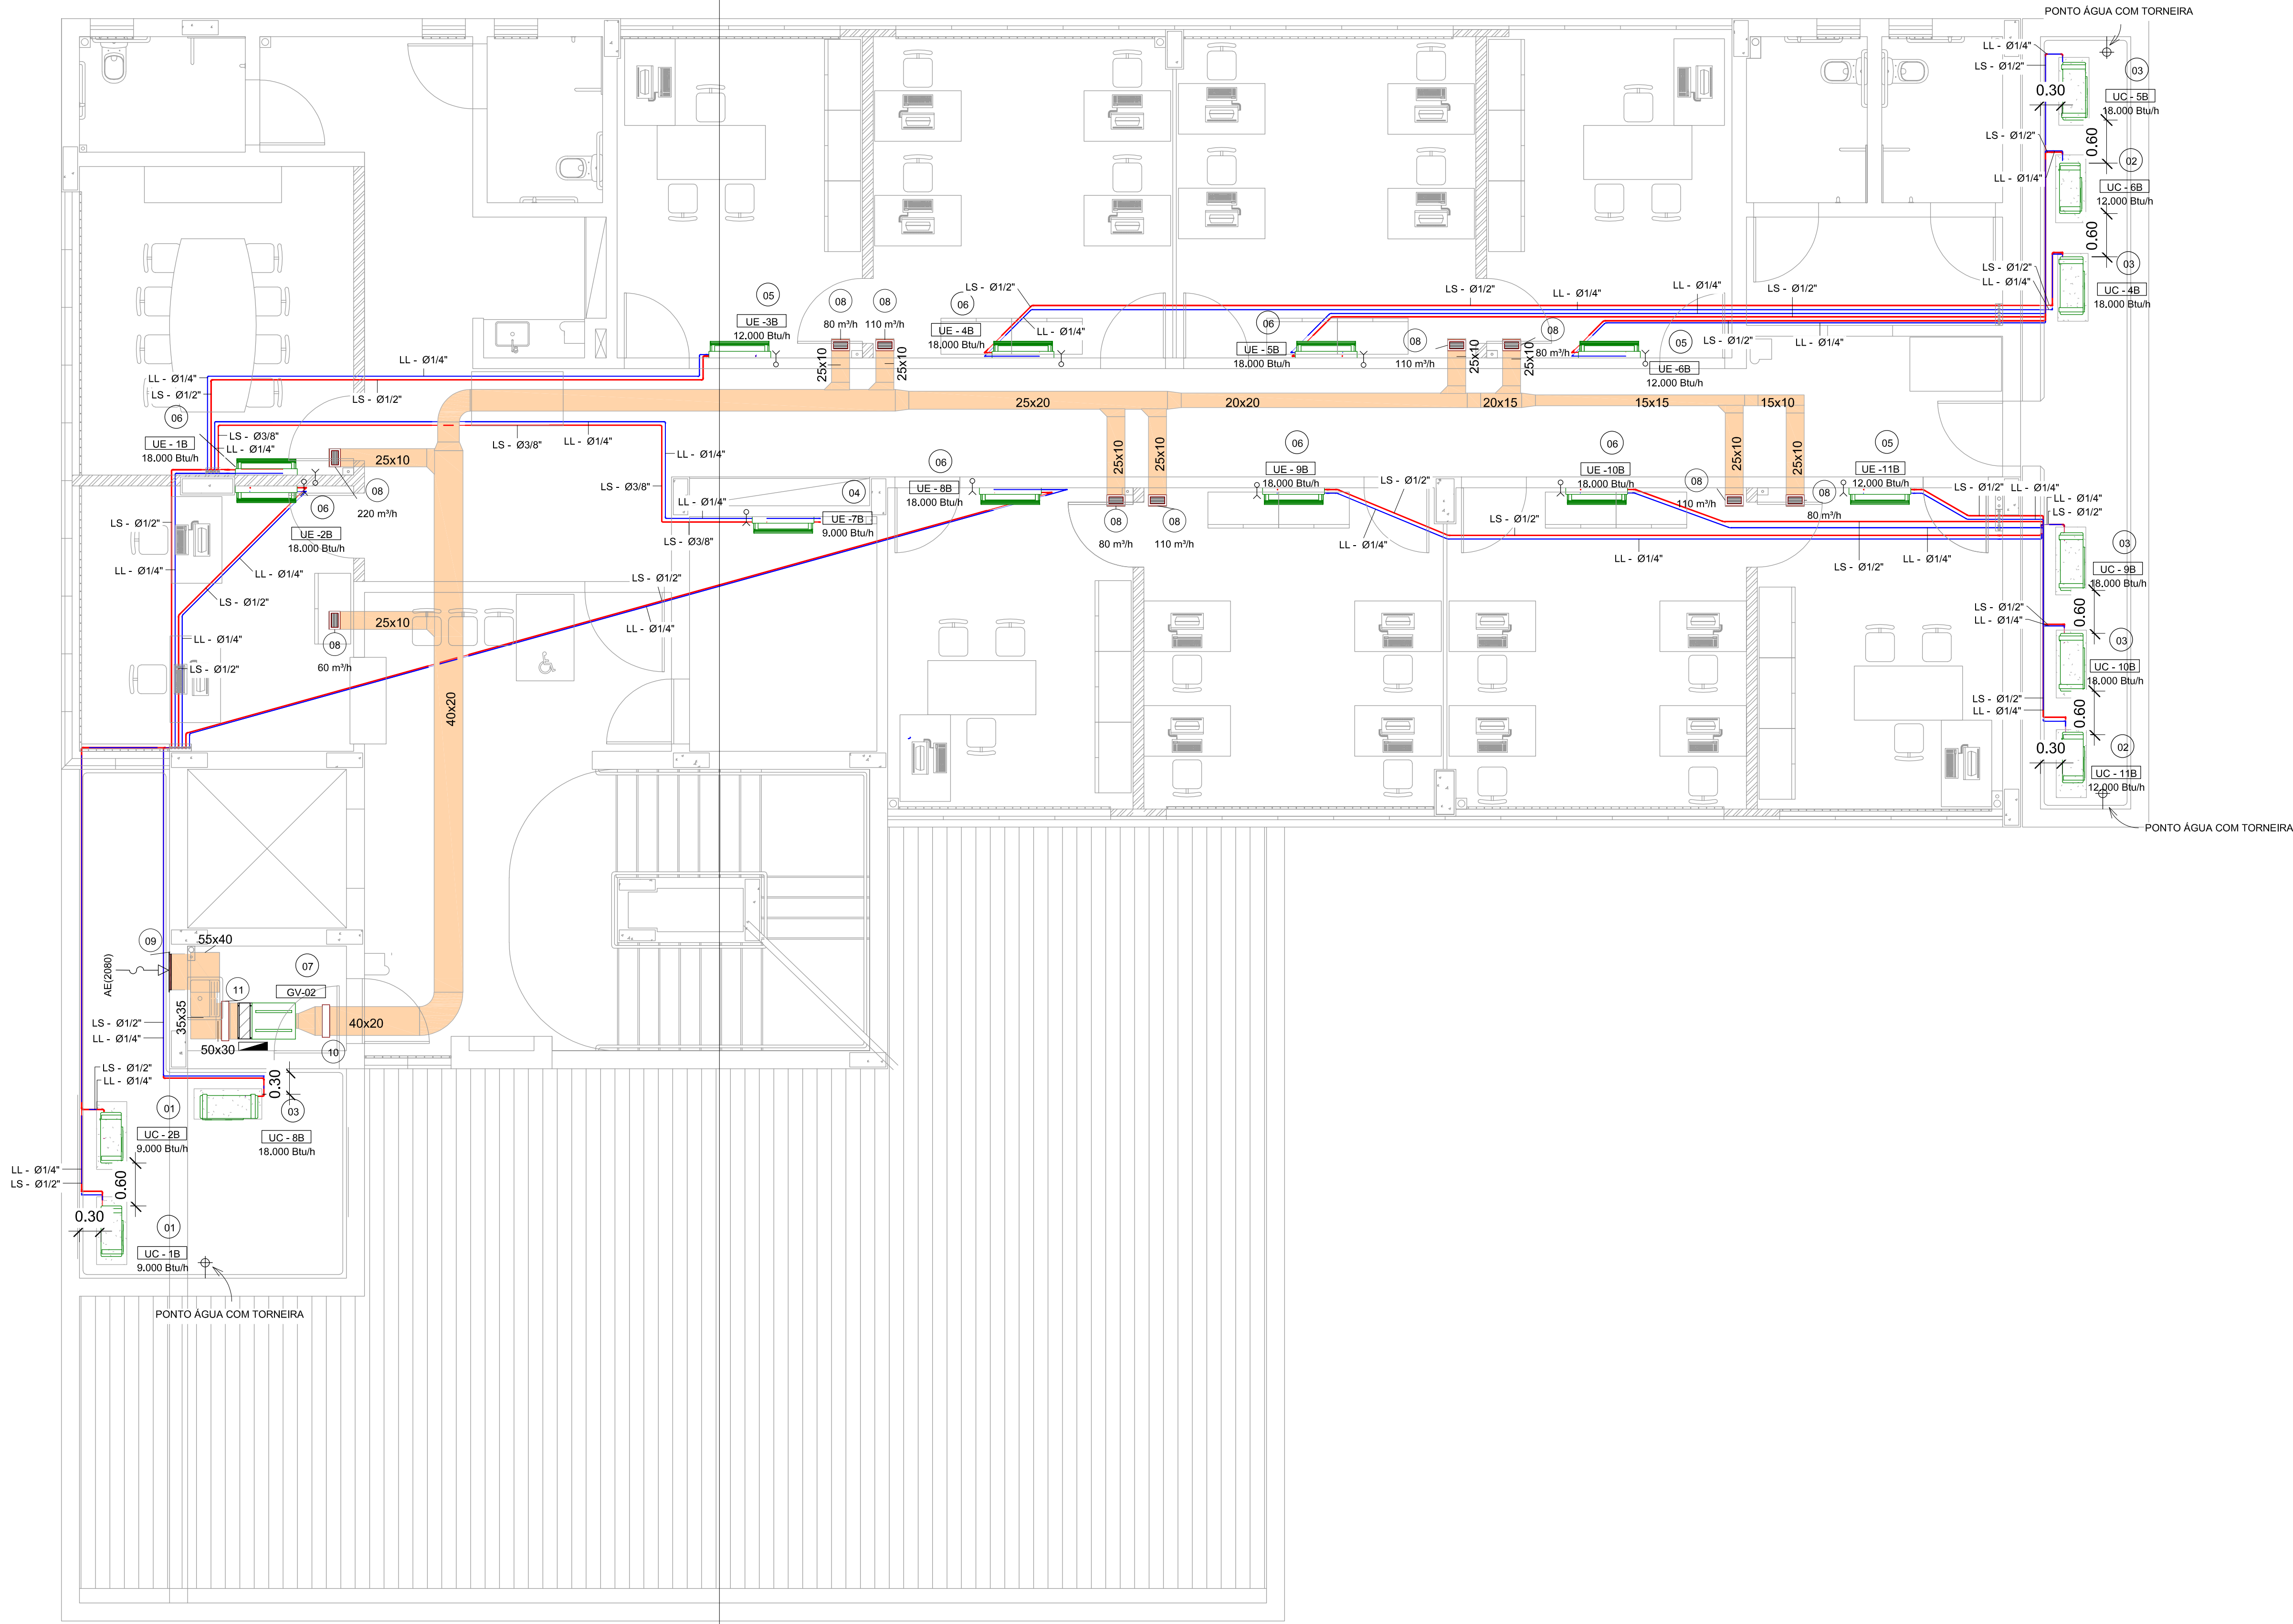 PONTO ÁGUA COM TORNEIRA
LL - Ø1/4"
LS - Ø1/2"
03
0.30
UC - 5B
18.000 Btu/h
LS - Ø1/2"
0.60
02
LL - Ø1/4"
UC - 6B
12.000 Btu/h
0.60
LS - Ø1/2"
03
LL - Ø1/4"
UC - 4B
18.000 Btu/h
05
UE -3B
12.000 Btu/h
08
80 m³/h
08
110 m³/h
06
LS - Ø1/2"
UE - 4B
18.000 Btu/h
LL - Ø1/4"
LS - Ø1/2"
LL - Ø1/4"
LL - Ø1/4"
LS - Ø1/2"
06
UE - 5B
18.000 Btu/h
08
110 m³/h
08
80 m³/h
05
UE -6B
12.000 Btu/h
LS - Ø1/2"
LL - Ø1/4"
25x10
25x10
25x10
25x10
LL - Ø1/4"
LL - Ø1/4"
LS - Ø1/2"
LS - Ø1/2"
06
25x20
20x20
20x15
15x15
15x10
UE - 1B
18.000 Btu/h
LS - Ø3/8"
LL - Ø1/4"
LS - Ø3/8"
LL - Ø1/4"
LL - Ø1/4"
25x10
25x10
25x10
25x10
25x10
08
220 m³/h
06
UE -2B
18.000 Btu/h
LS - Ø3/8"
LL - Ø1/4"
04
UE -7B
9.000 Btu/h
LS - Ø3/8"
06
UE - 8B
18.000 Btu/h
08
80 m³/h
08
110 m³/h
06
UE - 9B
18.000 Btu/h
LS - Ø1/2"
LL - Ø1/4"
LS - Ø1/2"
06
UE -10B
18.000 Btu/h
08
110 m³/h
08
80 m³/h
05
UE -11B
12.000 Btu/h
LS - Ø1/2"
LL - Ø1/4"
LL - Ø1/4"
LS - Ø1/2"
LL - Ø1/4"
LS - Ø1/2"
LL - Ø1/4"
03
UC - 9B
18.000 Btu/h
LS - Ø1/2"
LL - Ø1/4"
0.60
03
UC - 10B
18.000 Btu/h
LS - Ø1/2"
LL - Ø1/4"
0.60
0.30
02
UC - 11B
12.000 Btu/h
PONTO ÁGUA COM TORNEIRA
LS - Ø1/2"
LL - Ø1/4"
LL - Ø1/4"
LS - Ø1/2"
LL - Ø1/4"
LS - Ø1/2"
25x10
08
60 m³/h
LS - Ø1/2"
LL - Ø1/4"
40x20
09
55x40
AE(2080)
07
11
GV-02
35x35
50x30
40x20
10
LS - Ø1/2"
LL - Ø1/4"
LS - Ø1/2"
LL - Ø1/4"
0.30
01
03
UC - 2B
9.000 Btu/h
UC - 8B
18.000 Btu/h
LL - Ø1/4"
LS - Ø1/2"
0.60
0.30
01
UC - 1B
9.000 Btu/h
PONTO ÁGUA COM TORNEIRA